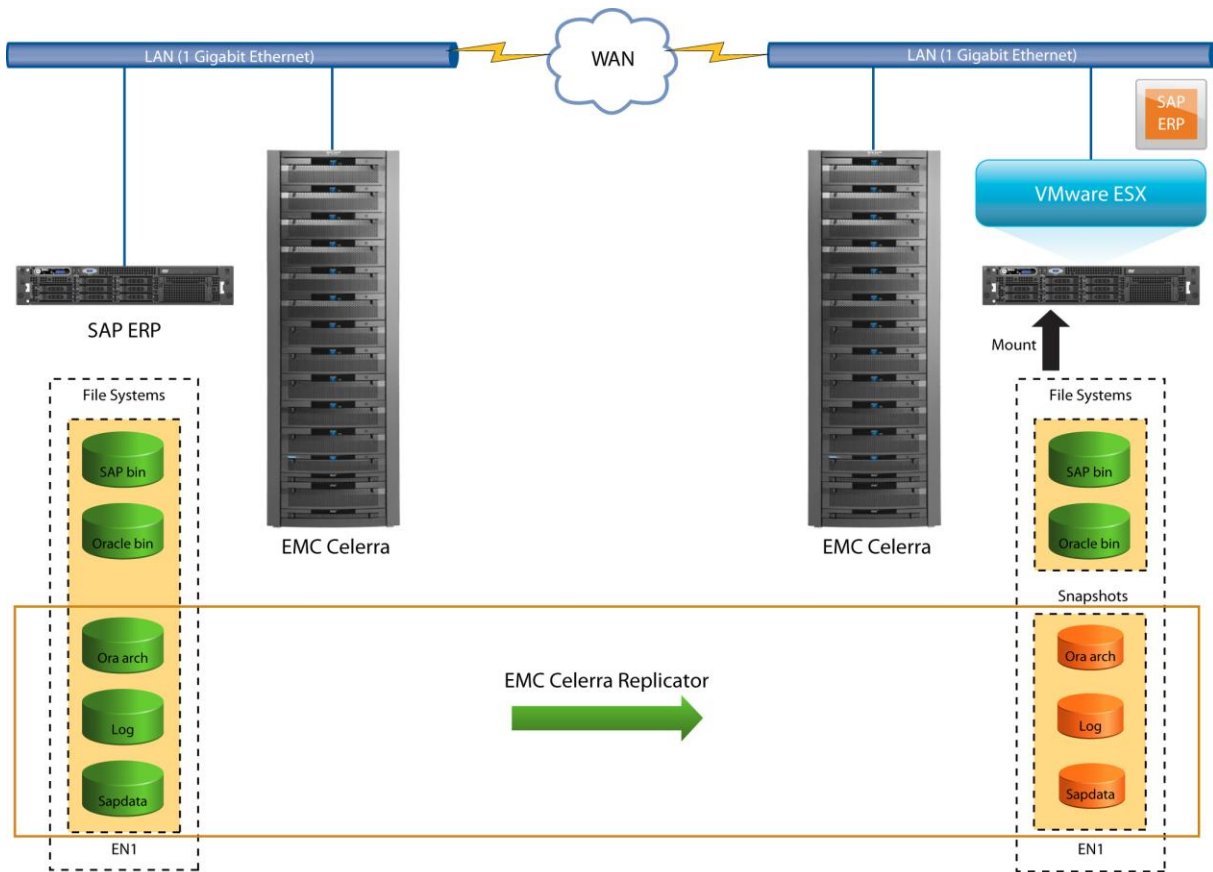 LAN (1 Gigabit Ethernet)
WAN
LAN (1 Gigabit Ethernet)
SAP
ERP
VMware ESX
SAP ERP
Mount
File Systems
SAP bin
Oracle bin
EMC Celerra
EMC Celerra
File Systems
SAP bin
Oracle bin
Snapshots
Ora arch
Log
Sapdata
EN1
EMC Celerra Replicator
Ora arch
Log
Sapdata
EN1